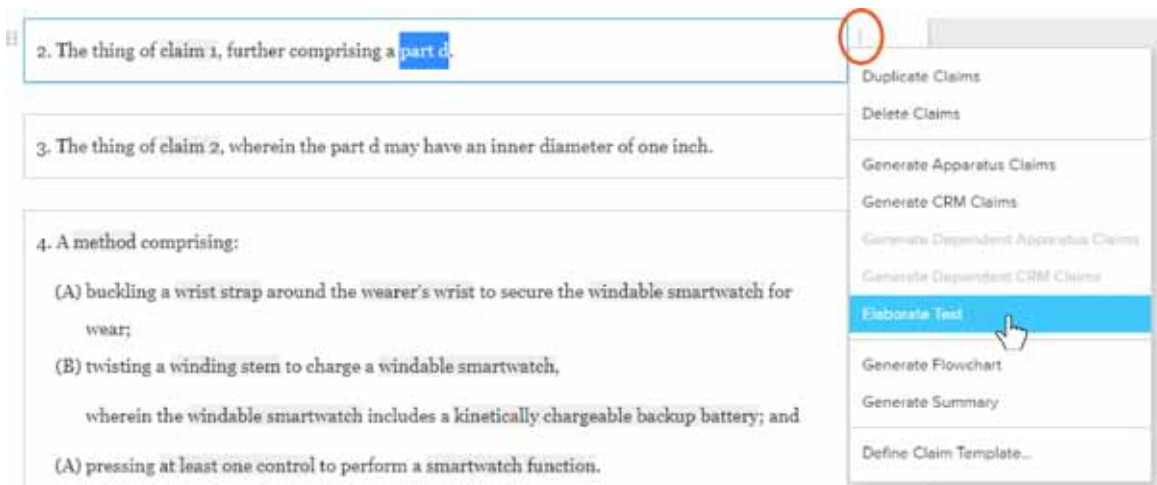 2. The thing of claim 1, further comprising a part d.
3. The thing of claim 2, wherein the part d may have an inner diameter of one inch.
4. A method comprising:
(A) buckling a wrist strap around the wearer's wrist to secure the windable smartwatch for
wear;
(B) twisting a winding stem to charge a windable smartwatch,
wherein the windable smartwatch includes a kinetically chargeable backup battery; and
(A) pressing at least one control to perform a smartwatch function.
Duplicate Claims
Delete Claims
Generate Apparatus Claims
Generate CRM Claims
Generate Dependent Apparatus Claims
Generate Dependent CRM Claims
Elaborate Text
Generate Flowchart
Generate Summary
Define Claim Template...